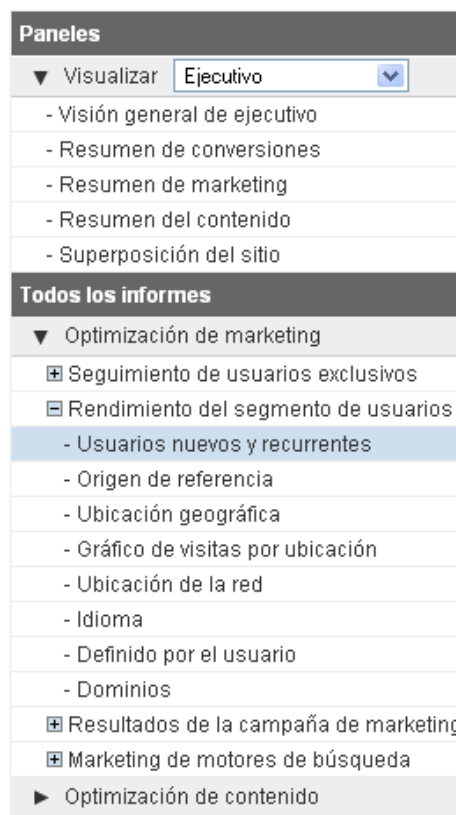 Paneles
Visualizar Ejecutivo
- Visión general de ejecutivo
- Resumen de conversiones
- Resumen de marketing
- Resumen del contenido
- Superposición del sitio
Todos los informes
Optimización de marketing
Seguimiento de usuarios exclusivos
Rendimiento del segmento de usuarios
- Usuarios nuevos y recurrentes
- Origen de referencia
- Ubicación geográfica
- Gráfico de visitas por ubicación
- Ubicación de la red
- Idioma
- Definido por el usuario
- Dominios
Resultados de la campaña de marketing
Marketing de motores de búsqueda
Optimización de contenido